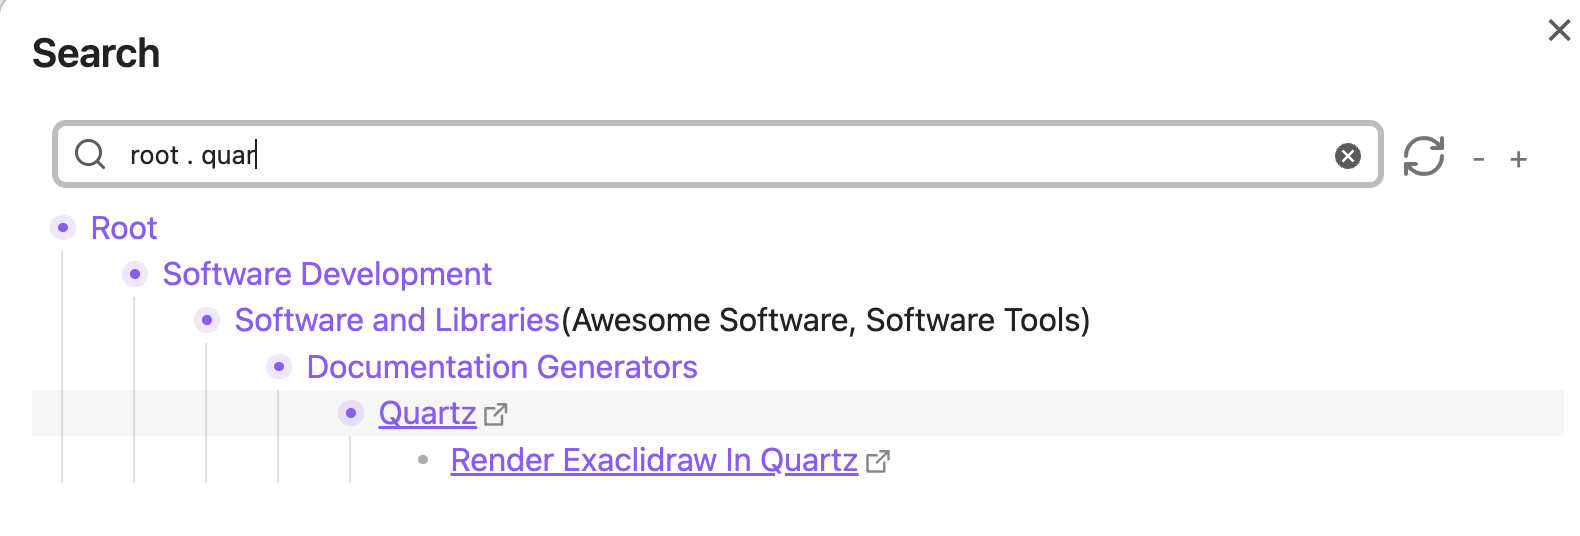 Search
root . quar
- +
Root
Software Development
Software and Libraries(Awesome Software, Software Tools)
Documentation Generators
Quartz
Render Exaclidraw In Quartz